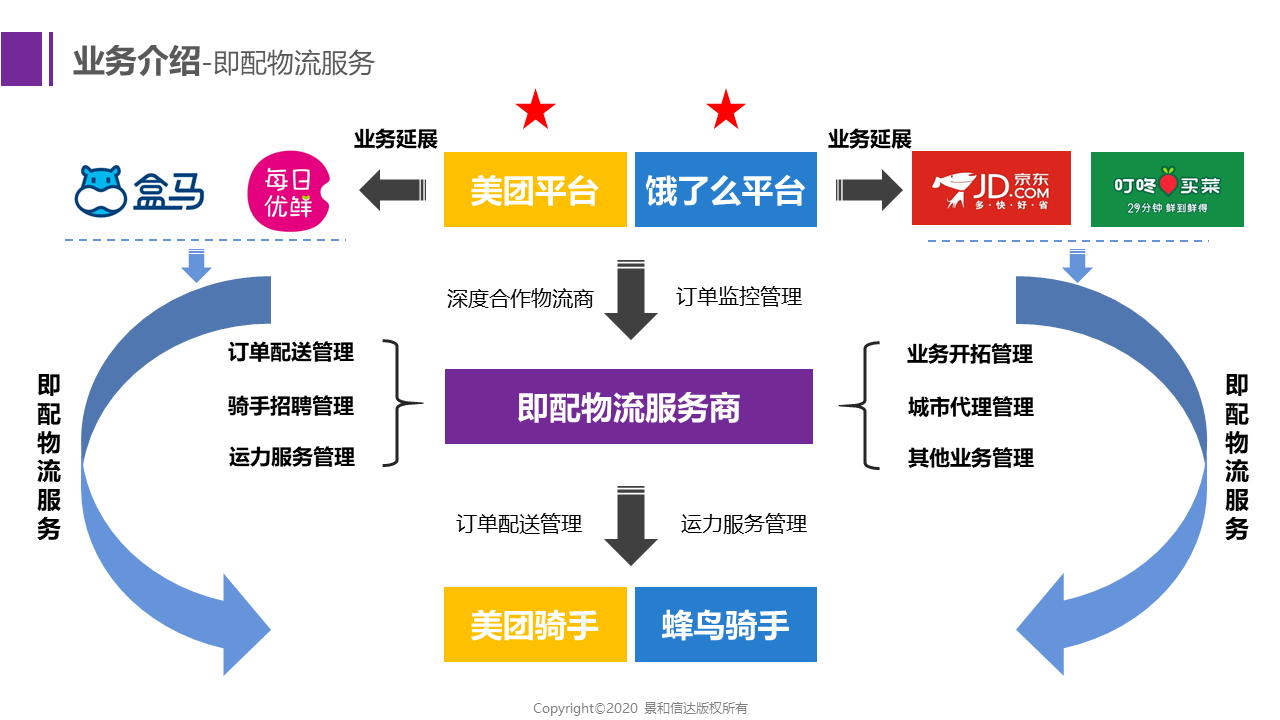 业务介绍-即配物流服务
业务延展
业务延展
盒马
每日
优鲜
美团平台
饿了么平台
JD 京东
.COM
多·快·好·省
叮咚买菜
29分钟 鲜到鲜得
深度合作物流商
订单监控管理
订单配送管理
骑手招聘管理
运力服务管理
即配物流服务商
业务开拓管理
城市代理管理
其他业务管理
即配物流服务
即配物流服务
订单配送管理
运力服务管理
美团骑手
蜂鸟骑手
Copyright©2020 景和信达版权所有